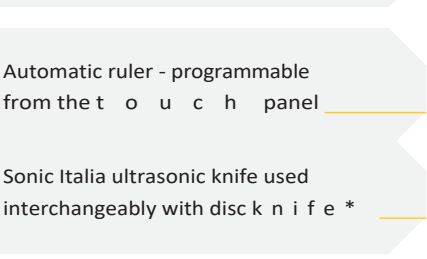 Automatic ruler - programmable
from the t o u c h panel
Sonic Italia ultrasonic knife used
interchangeably with disc k n i f e *